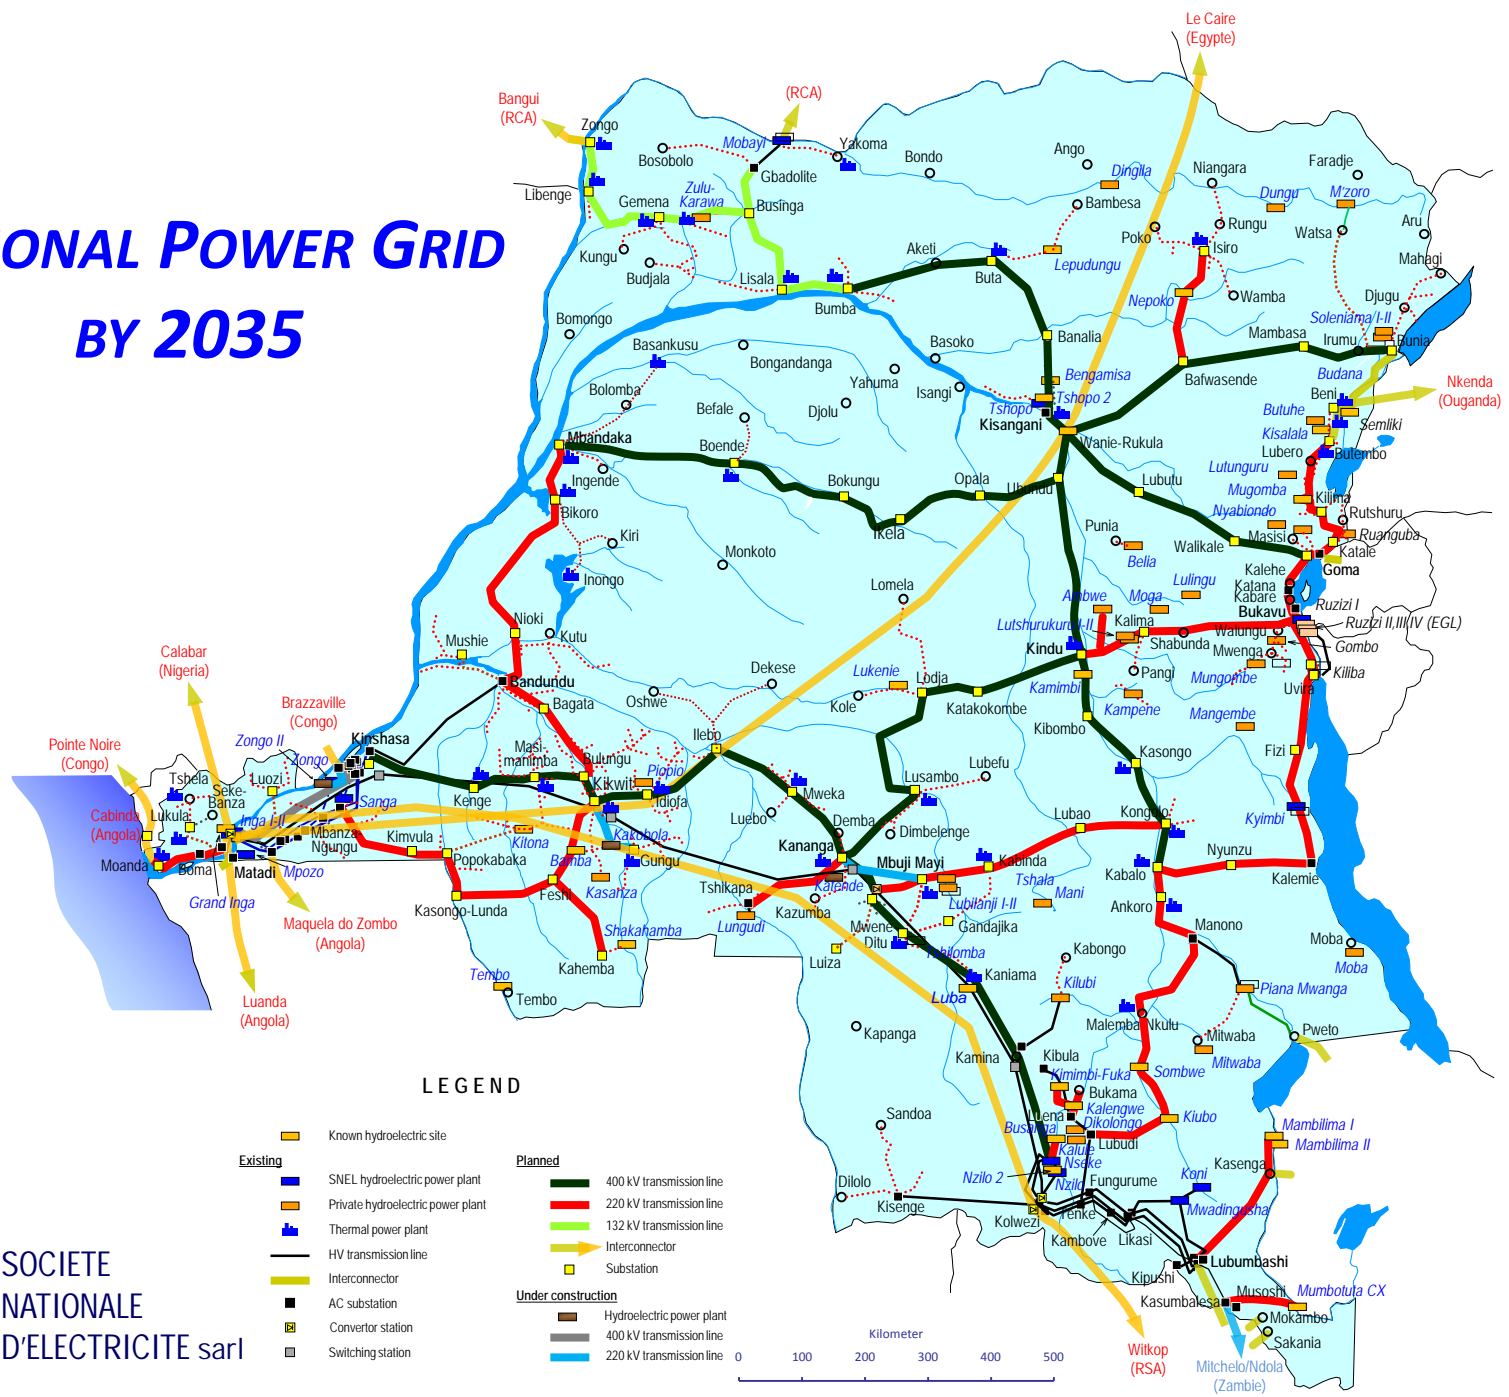 Le Caire
(Egypte)
Bangui
(RCA)
(RCA)
Zongo
Mobayi
Yakoma
Bosobolo
Gbadolite
Bondo
Ango
Dinglla
Niangara
Faradje
Libenge
Gemena
Zulu-
Karawa
Businga
Bambesa
Dungu
M'zoro
Poko
Rungu
Watsa
Aru
ONAL POWER GRID
BY 2035
Kungu
Budjala
Lisala
Bumba
Aketi
Buta
Lepudungu
Isiro
Mahagi
Nepoko
Wamba
Djugu
Soleniama I-II
Bomongo
Basankusu
Bongandanga
Basoko
Banalia
Mambasa
Irumu
Bunia
Bolomba
Yahuma
Isangi
Bengamisa
Bafwasende
Budana
Nkenda
(Ouganda)
Beni
Befale
Djolu
Tshopo
Tshopo 2
Kisangani
Butuhe
Semliki
Kisalala
Mbandaka
Boende
Wanie-Rukula
Lubero
Butembo
Ingende
Bokungu
Opala
Ubundu
Lubutu
Lutunguru
Mugomba
Kilima
Bikoro
Ikela
Nyabiondo
Rutshuru
Kiri
Monkoto
Punia
Belia
Walikale
Masisi
Ruanguba
Katale
Goma
Inongo
Lomela
Lulingu
Kalehe
Katana
Kabare
Ambwe
Moga
Bukavu
Ruzizi I
Nioki
Kutu
Mushie
Lutshurukuru I-II
Kalima
Shabunda
Walungu
Ruzizi II,III,IV (EGL)
Gombo
Calabar
(Nigeria)
Kindu
Mwenga
Kiliba
Bandundu
Dekese
Lukenie
Lodja
Kamimbi
Pangi
Mungombe
Uvira
Brazzaville
(Congo)
Bagata
Oshwe
Kole
Katakokombe
Kampene
Kibombo
Mangembe
Pointe Noire
(Congo)
Zongo II
Zongo
Kinshasa
Masi-
manimba
Bulungu
Ilebo
Kasongo
Fizi
Tshela
Luozi
Seke-
Banza
Kikwit
Piopio
Lusambo
Lubefu
Cabinda
(Angola)
Lukula
Inga I-II
Sanga
Kenge
Idiofa
Mweka
Kongolo
Kyimbi
Mbanza
Ngungu
Kitona
Kakobola
Luebo
Demba
Dimbelenge
Lubao
Moanda
Boma
Matadi
Mpozo
Kimvula
Popokabaka
Bamba
Gungu
Kananga
Mbuji Mayi
Kabinda
Kabalo
Nyunzu
Kalemie
Grand Inga
Kasongo-Lunda
Feshi
Kasanza
Tshikapa
Kalende
Tshala
Mani
Ankoro
Maquela do Zombo
(Angola)
Lungudi
Kazumba
Lubilanji I-II
Shakahamba
Mwene
Ditu
Gandajika
Manono
Moba
Moba
Kahemba
Luiza
Tshilomba
Kabongo
Tembo
Tembo
Kaniama
Luba
Kilubi
Piana Mwanga
Luanda
(Angola)
Kapanga
Malemba Nkulu
Mitwaba
Mitwaba
Pweto
Kamina
Kibula
Sombwe
Kimimbi-Fuka
Bukama
LEGEND
Sandoa
Luena
Kalengwe
Kiubo
Mambilima I
Mambilima II
Known hydroelectric site
Existing
SNEL hydroelectric power plant
Private hydroelectric power plant
Thermal power plant
HV transmission line
Interconnector
AC substation
Convertor station
Switching station
Planned
400 kV transmission line
220 kV transmission line
132 kV transmission line
Interconnector
Substation
Under construction
Hydroelectric power plant
400 kV transmission line
220 kV transmission line
Busanga
Dikolongo
Kalule
Lubudi
Nseke
Kasenga
Dilolo
Nzilo 2
Nzilo
Fungurume
Koni
Kisenge
Kolwezi
Tenke
Mwadingusha
Kambove
Likasi
SOCIETE
NATIONALE
D'ELECTRICITE sarl
Kipushi
Lubumbashi
Kasumbalesa
Musoshi
Mumbotuta CX
Mokambo
Sakania
Witkop
(RSA)
Mitchelo/Ndola
(Zambie)
Kilometer
0 100 200 300 400 500